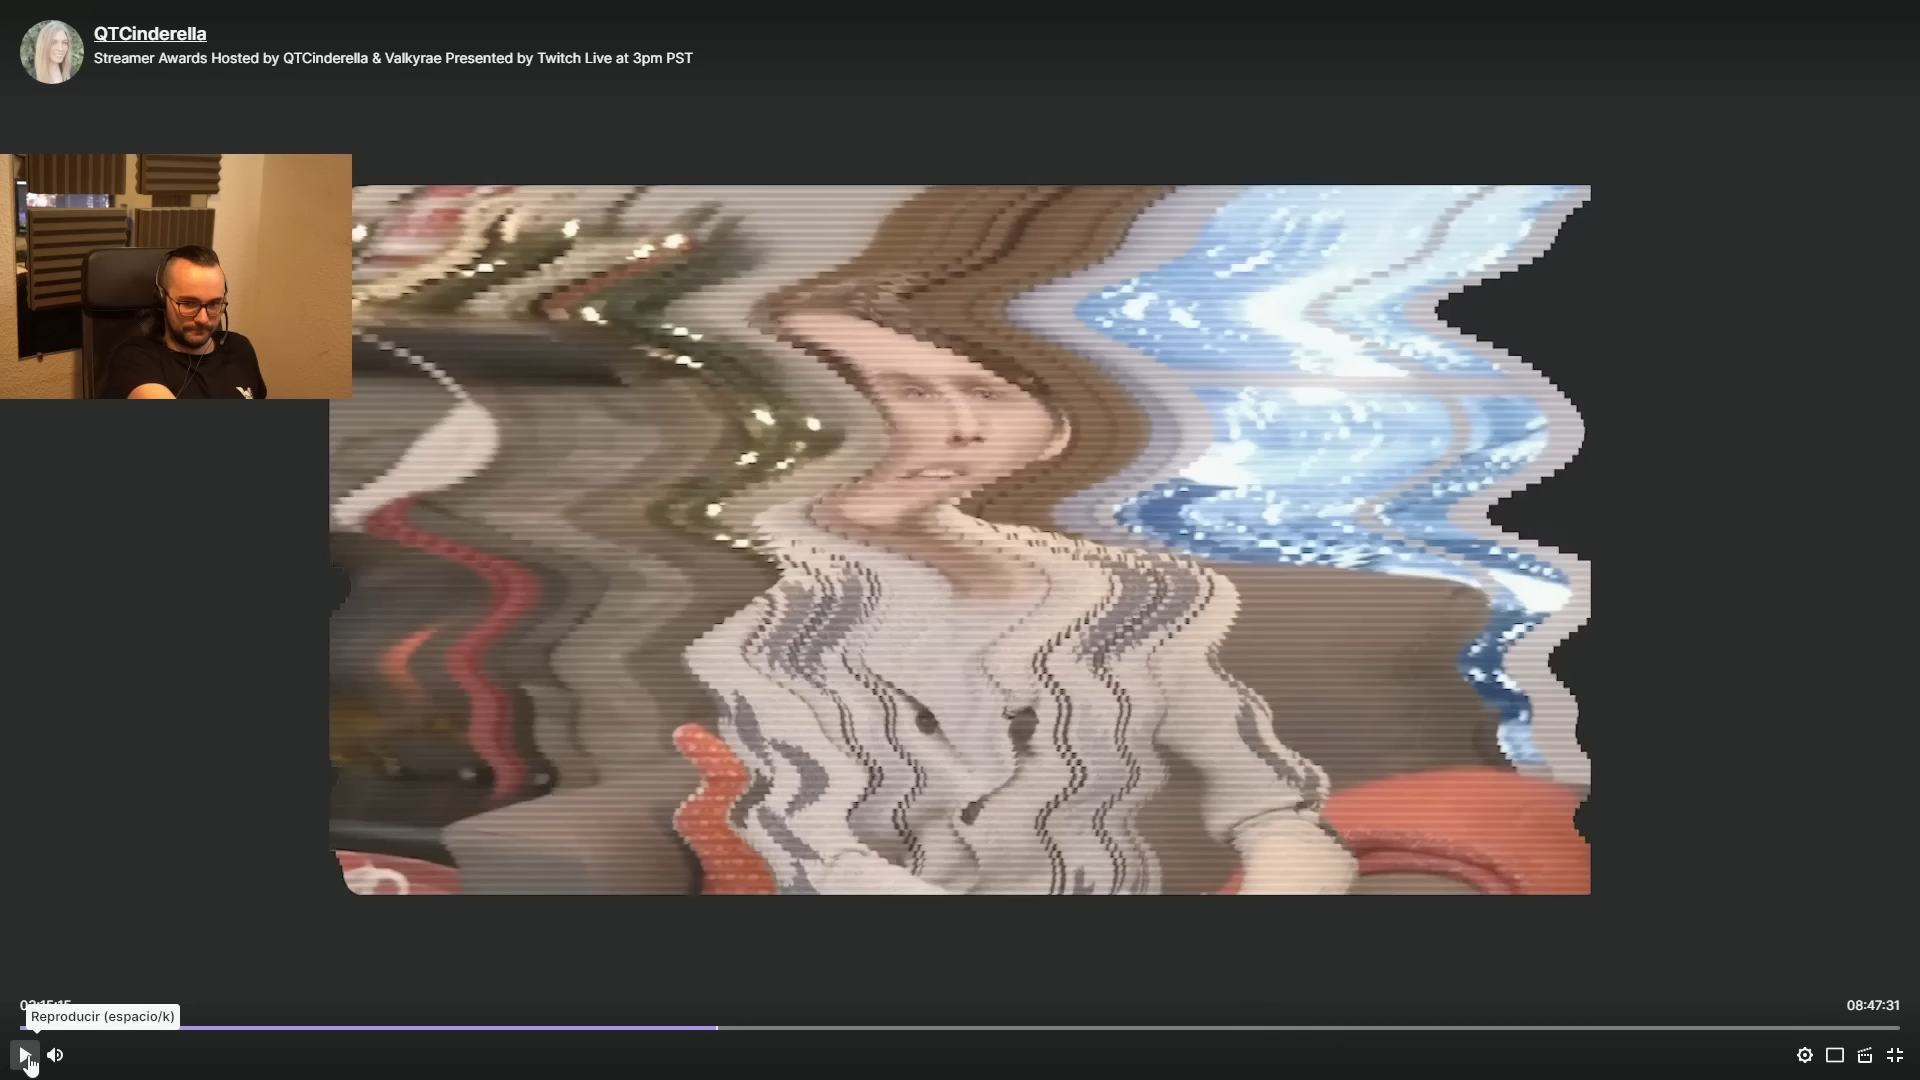 QTCinderella
Streamer Awards Hosted by QTCinderella & Valkyrae Presented by Twitch Live at 3pm PST
08:47:31
Reproducir (espacio/k)